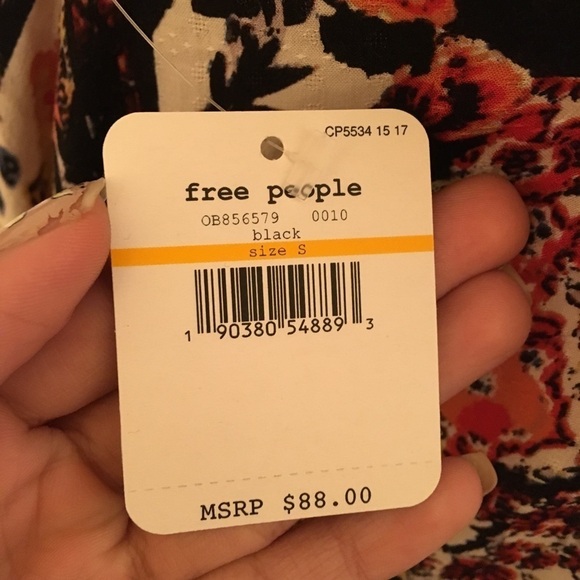 CP5534 15 17
free people
OB856579 0010
black
size S
1 90380 54889 3
MSRP $88.00